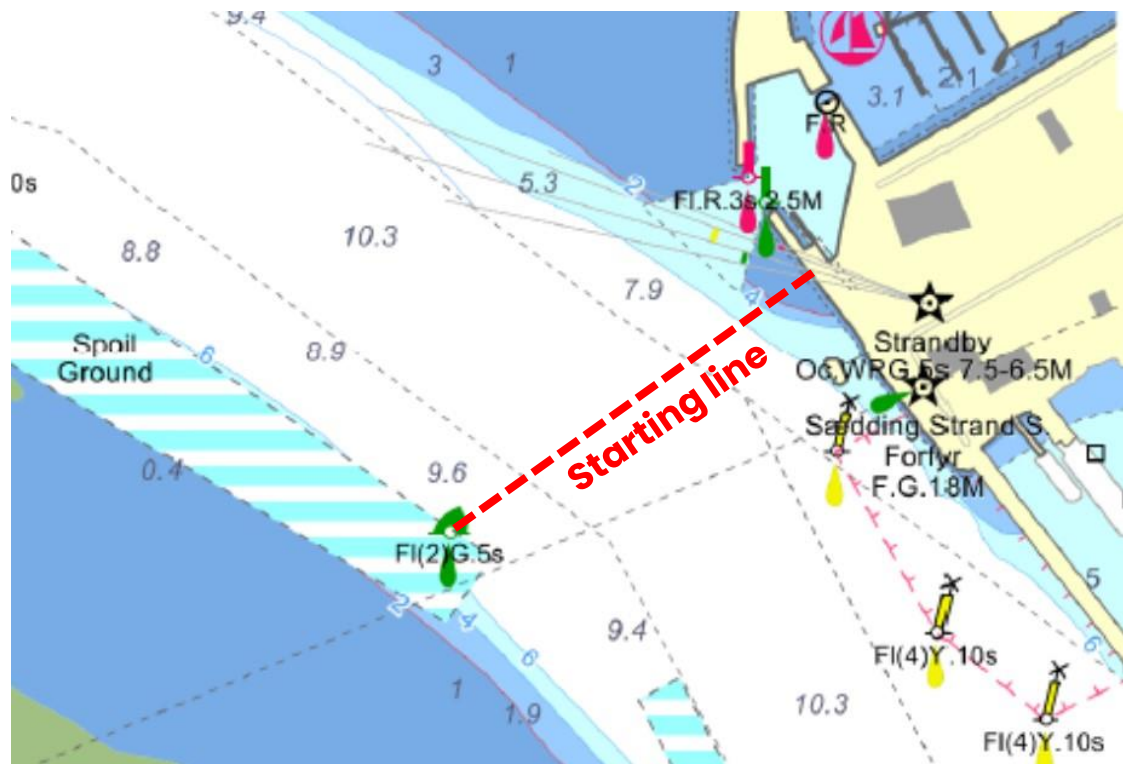 9.4
3
1
1.1
2.1
3.1
F.R
0s
5.3
2
Fl.R.3s 2.5M
8.8
10.3
7.9
4
Spoil
Ground
6
8.9
Strandby
Oc.WRG.5s 7.5-6.5M
Starting line
Sædding Strand S.
Forfyr
F.G.18M
0.4
9.6
Fl(2)G.5s
5
2
4
9.4
6
6
Fl(4)Y.10s
1
1.9
10.3
Fl(4)Y.10s